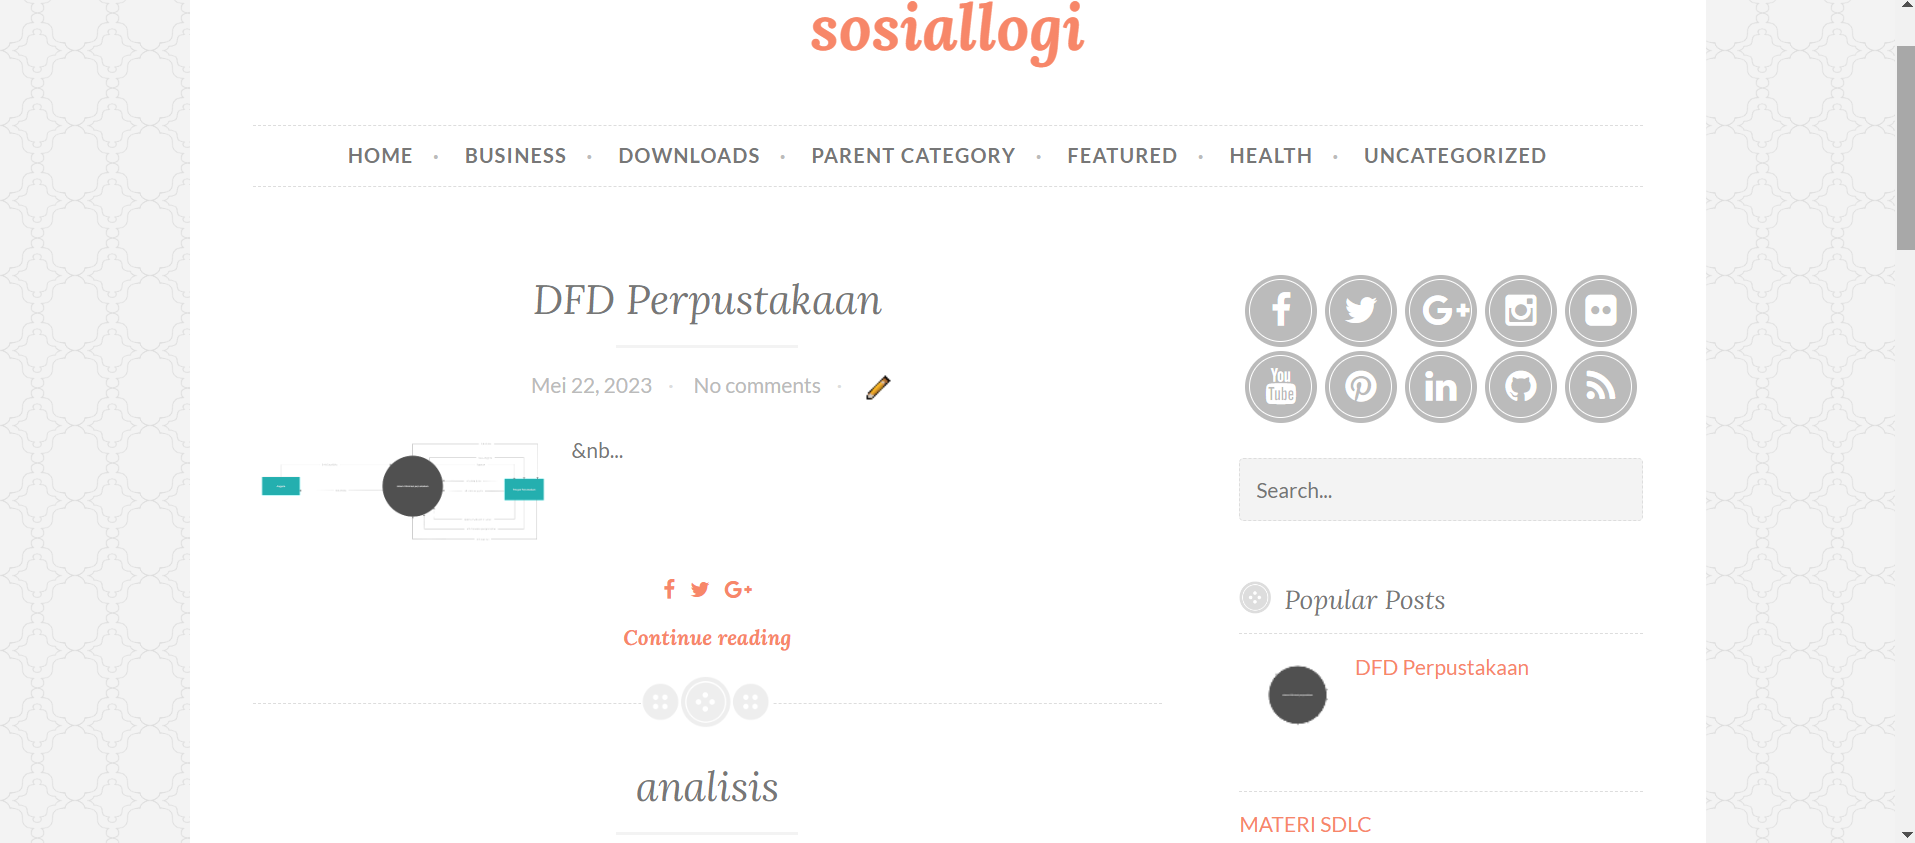 sosiallogi
HOME • BUSINESS • DOWNLOADS • PARENT CATEGORY • FEATURED • HEALTH • UNCATEGORIZED
DFD Perpustakaan
Mei 22, 2023 • No comments •
&nb...
Continue reading
analisis
You
Tube
Search...
Popular Posts
DFD Perpustakaan
MATERI SDLC